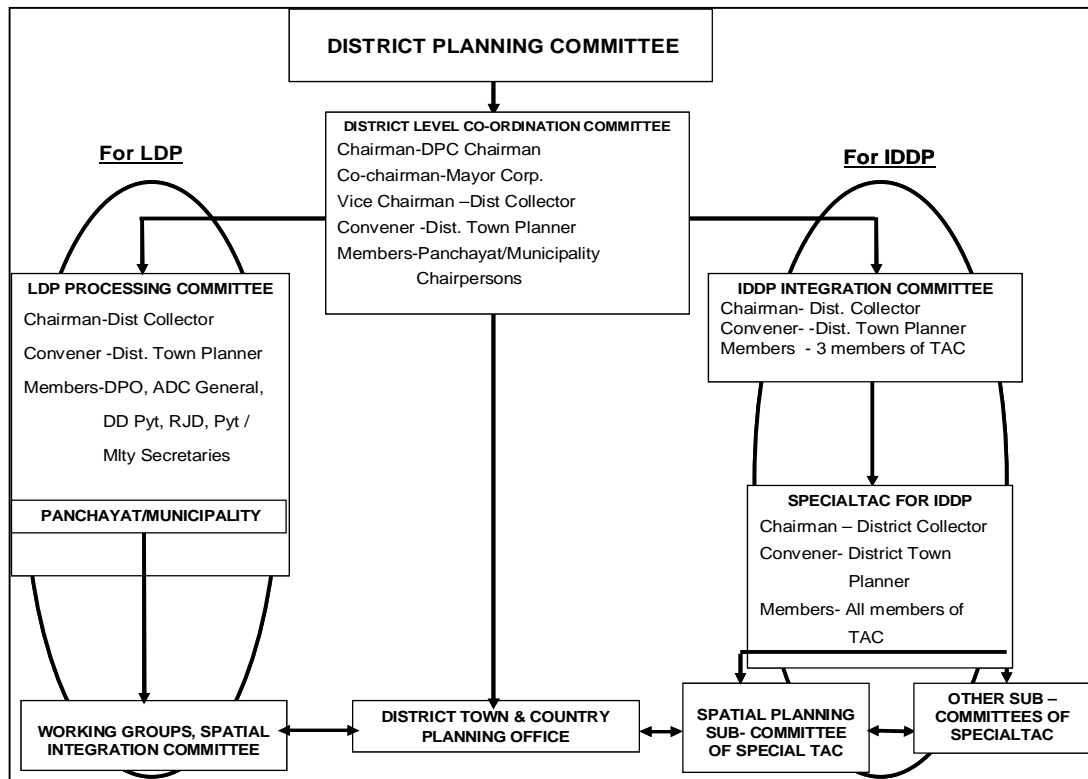 DISTRICT PLANNING COMMITTEE
DISTRICT LEVEL CO-ORDINATION COMMITTEE
Chairman-DPC Chairman
Co-chairman-Mayor Corp.
Vice Chairman –Dist Collector
Convener -Dist. Town Planner
Members-Panchayat/Municipality
Chairpersons
For LDP
For IDDP
LDP PROCESSING COMMITTEE
Chairman-Dist Collector
Convener -Dist. Town Planner
Members-DPO, ADC General,
DD Pyt, RJD, Pyt /
Mlty Secretaries
PANCHAYAT/MUNICIPALITY
IDDP INTEGRATION COMMITTEE
Chairman- Dist. Collector
Convener- -Dist. Town Planner
Members - 3 members of TAC
SPECIALTAC FOR IDDP
Chairman – District Collector
Convener- District Town
Planner
Members- All members of
TAC
WORKING GROUPS, SPATIAL
INTEGRATION COMMITTEE
DISTRICT TOWN & COUNTRY
PLANNING OFFICE
SPATIAL PLANNING
SUB- COMMITTEE
OF SPECIAL TAC
OTHER SUB –
COMMITTEES OF
SPECIALTAC